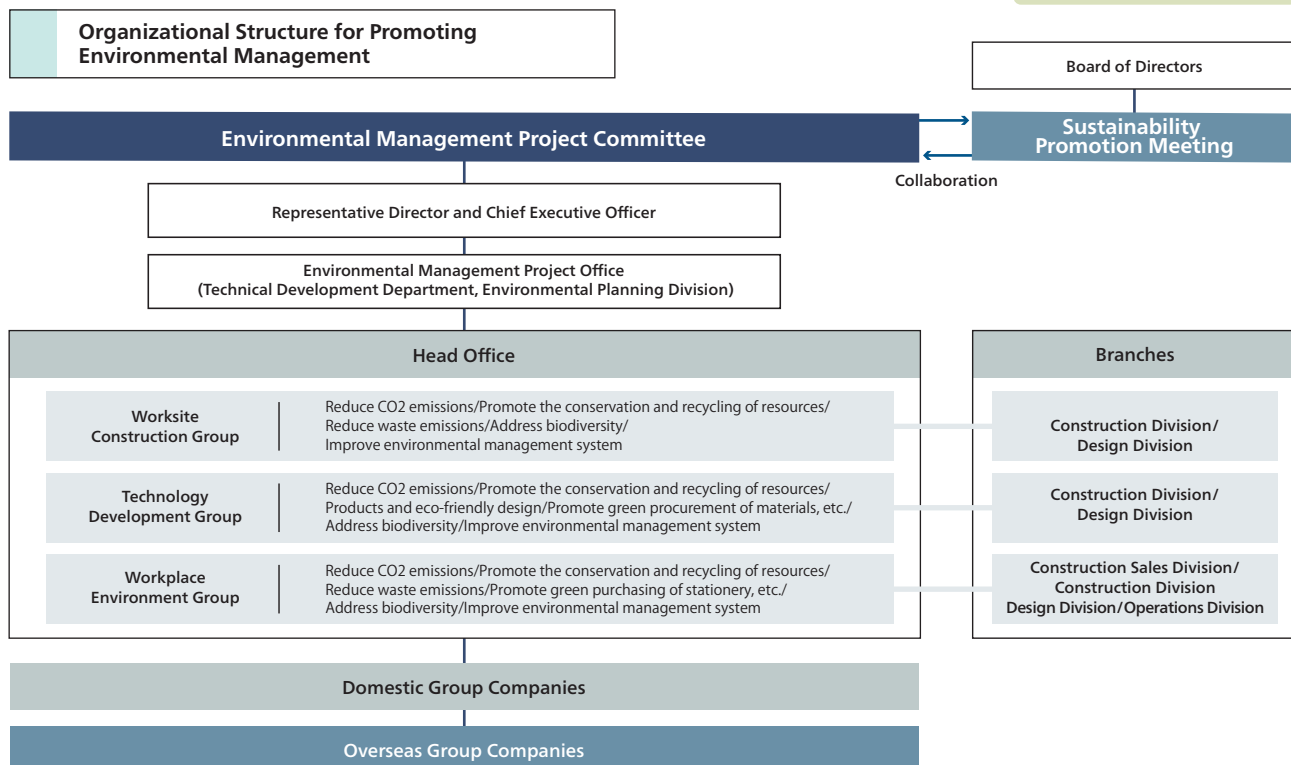 Organizational Structure for Promoting
Environmental Management
Board of Directors
Environmental Management Project Committee
Sustainability
Promotion Meeting
Collaboration
Representative Director and Chief Executive Officer
Environmental Management Project Office
(Technical Development Department, Environmental Planning Division)
Head Office
Branches
Worksite
Construction Group
Reduce CO2 emissions/Promote the conservation and recycling of resources/
Reduce waste emissions/Address biodiversity/
Improve environmental management system
Construction Division/
Design Division
Technology
Development Group
Reduce CO2 emissions/Promote the conservation and recycling of resources/
Products and eco-friendly design/Promote green procurement of materials, etc./
Address biodiversity/Improve environmental management system
Construction Division/
Design Division
Workplace
Environment Group
Reduce CO2 emissions/Promote the conservation and recycling of resources/
Reduce waste emissions/Promote green purchasing of stationery, etc./
Address biodiversity/Improve environmental management system
Construction Sales Division/
Construction Division
Design Division/Operations Division
Domestic Group Companies
Overseas Group Companies